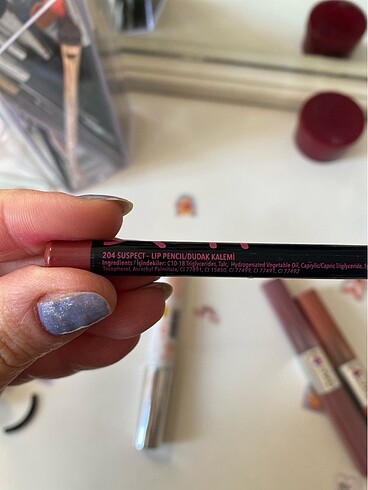 204 SUSPECT - LIP PENCIL/DUDAK KALEMİ
Ingredients / İçindekiler: C10-18 Triglycerides, Talc, Hydrogenated Vegetable Oil, Caprylic/Capric Triglyceride,
Tocopherol, Ascorbyl Palmitate, CI 77891, CI 15850, CI 77499, CI 77491, CI 77492